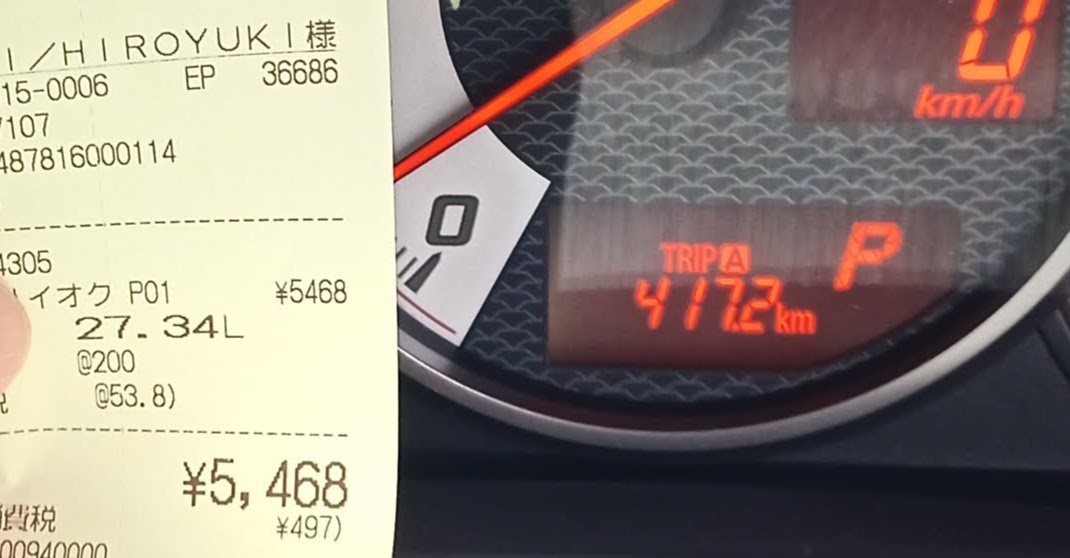 I／HIROYUKI様
15-0006 EP 36686
7107
487816000114
4305
イオク P01 ¥5468
27.34L
@200
@53.8)
¥5,468
消費税 ¥497)
00940000
0
0
km/h
TRIP A
P
417.2km